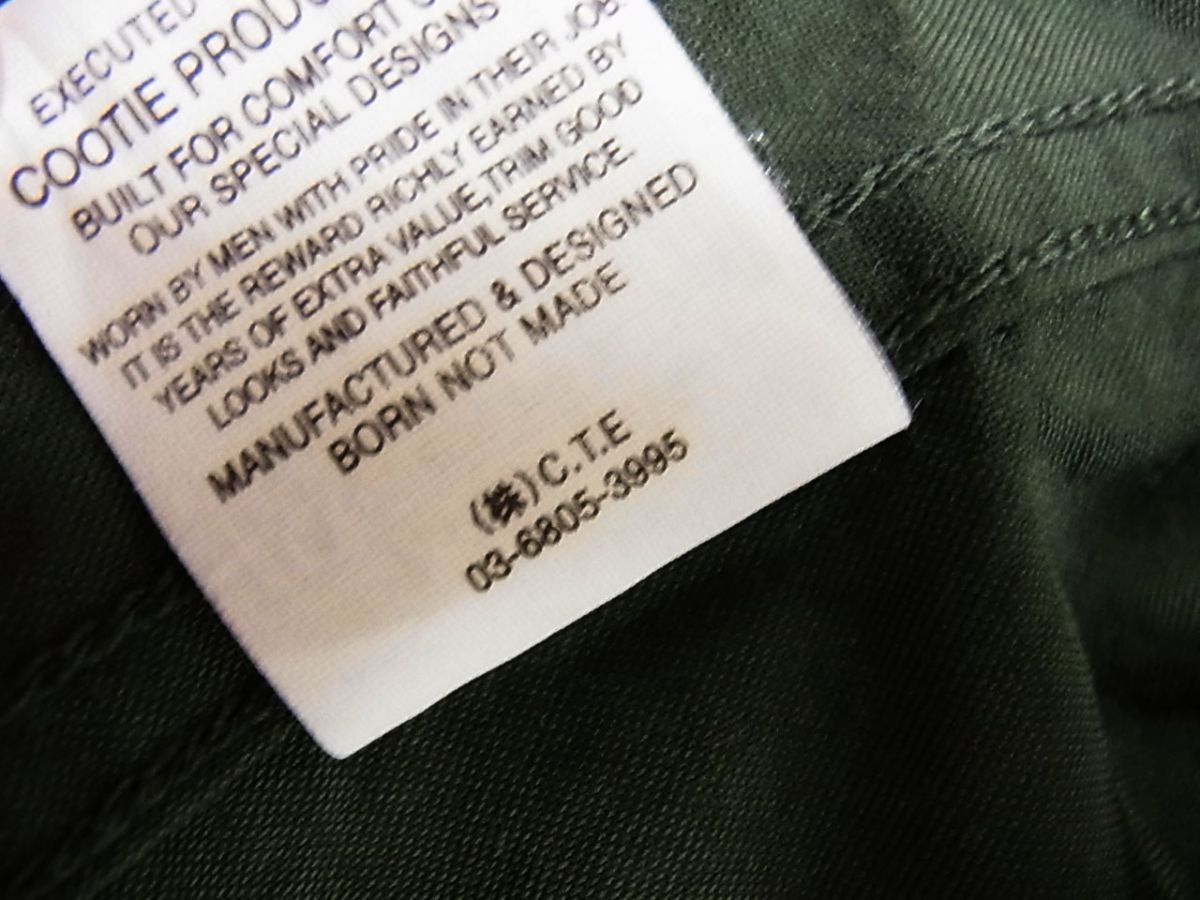 EXECUTED
COOTIE
BUILT FOR COMFORT
OUR SPECIAL DESIGNS
WORN BY MEN WITH PRIDE IN THEIR JOB.
IT IS THE REWARD RICHLY EARNED BY
YEARS OF EXTRA VALUE,TRIM GOOD
LOOKS AND FAITHFUL SERVICE.
MANUFACTURED & DESIGNED
BORN NOT MADE
(株)C.T.E
03-6805-3995